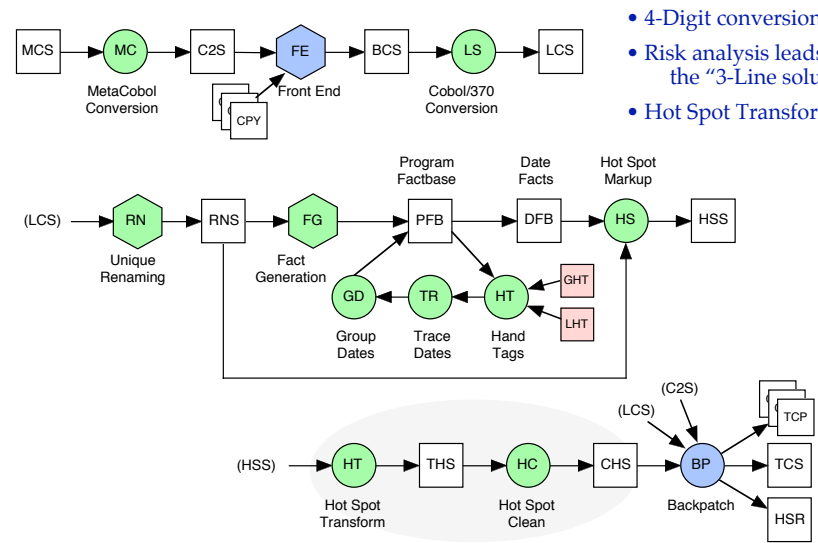 MCS
MC
C2S
FE
BCS
LS
LCS
MetaCobol
Conversion
CPY
Front End
Cobol/370
Conversion
• 4-Digit conversion
• Risk analysis leads
the “3-Line solu
• Hot Spot Transfor
Program
Factbase
Date
Facts
Hot Spot
Markup
(LCS)
RN
RNS
FG
PFB
DFB
HS
HSS
Unique
Renaming
Fact
Generation
GD
TR
HT
GHT
LHT
Group
Dates
Trace
Dates
Hand
Tags
(C2S)
(LCS)
TCP
(HSS)
HT
THS
HC
CHS
BP
TCS
Hot Spot
Transform
Hot Spot
Clean
Backpatch
HSR